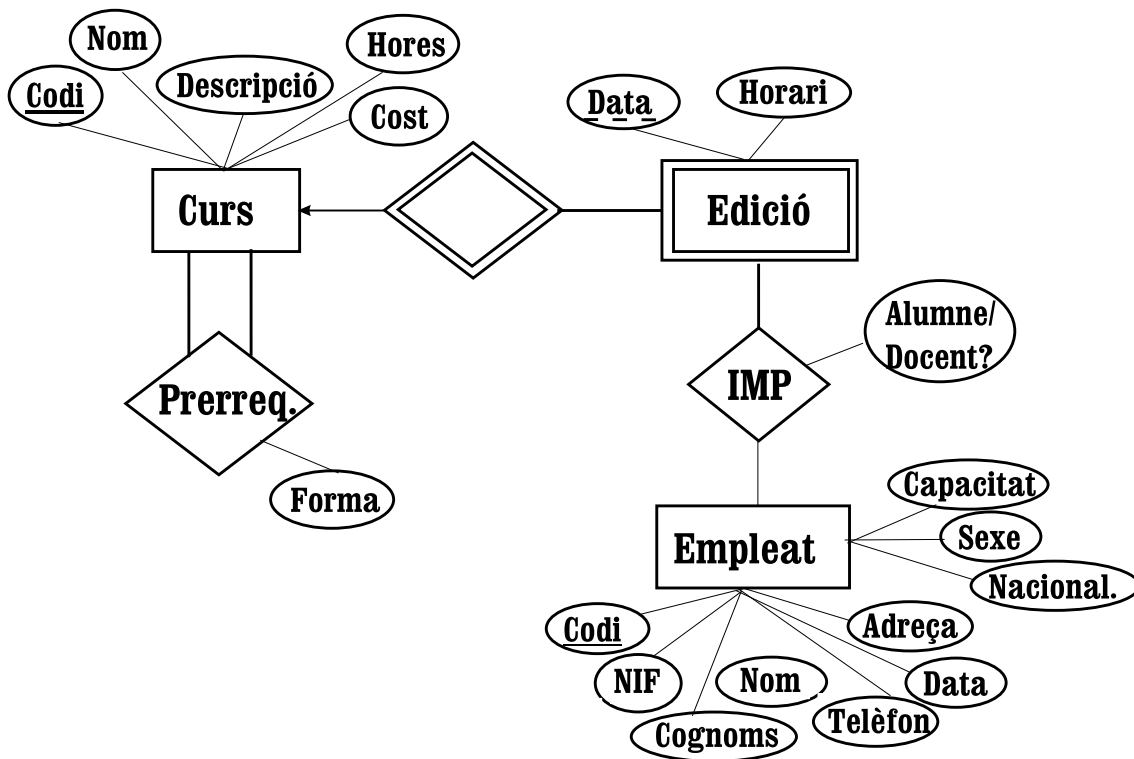 Nom
Hores
Codi
Descripció
Cost
Data
Horari
Curs
Edició
Alumne/
Docent?
Prerreq.
IMP
Forma
Capacitat
Empleat
Sexe
Nacional.
Codi
Adreça
NIF
Nom
Data
Cognoms
Telèfon